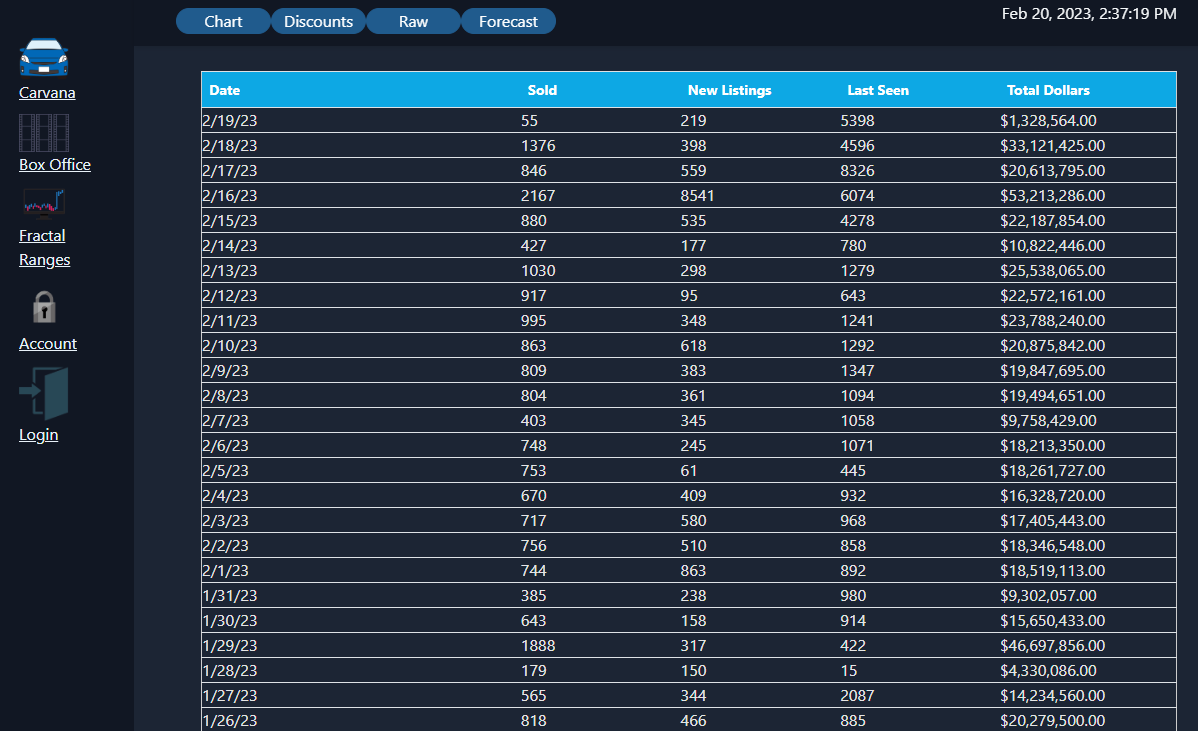 Chart Discounts Raw Forecast Feb 20, 2023, 2:37:19 PM
Carvana
Box Office
Fractal
Ranges
Account
Login
Date Sold New Listings Last Seen Total Dollars
2/19/23 55 219 5398 $1,328,564.00
2/18/23 1376 398 4596 $33,121,425.00
2/17/23 846 559 8326 $20,613,795.00
2/16/23 2167 8541 6074 $53,213,286.00
2/15/23 880 535 4278 $22,187,854.00
2/14/23 427 177 780 $10,822,446.00
2/13/23 1030 298 1279 $25,538,065.00
2/12/23 917 95 643 $22,572,161.00
2/11/23 995 348 1241 $23,788,240.00
2/10/23 863 618 1292 $20,875,842.00
2/9/23 809 383 1347 $19,847,695.00
2/8/23 804 361 1094 $19,494,651.00
2/7/23 403 345 1058 $9,758,429.00
2/6/23 748 245 1071 $18,213,350.00
2/5/23 753 61 445 $18,261,727.00
2/4/23 670 409 932 $16,328,720.00
2/3/23 717 580 968 $17,405,443.00
2/2/23 756 510 858 $18,346,548.00
2/1/23 744 863 892 $18,519,113.00
1/31/23 385 238 980 $9,302,057.00
1/30/23 643 158 914 $15,650,433.00
1/29/23 1888 317 422 $46,697,856.00
1/28/23 179 150 15 $4,330,086.00
1/27/23 565 344 2087 $14,234,560.00
1/26/23 818 466 885 $20,279,500.00